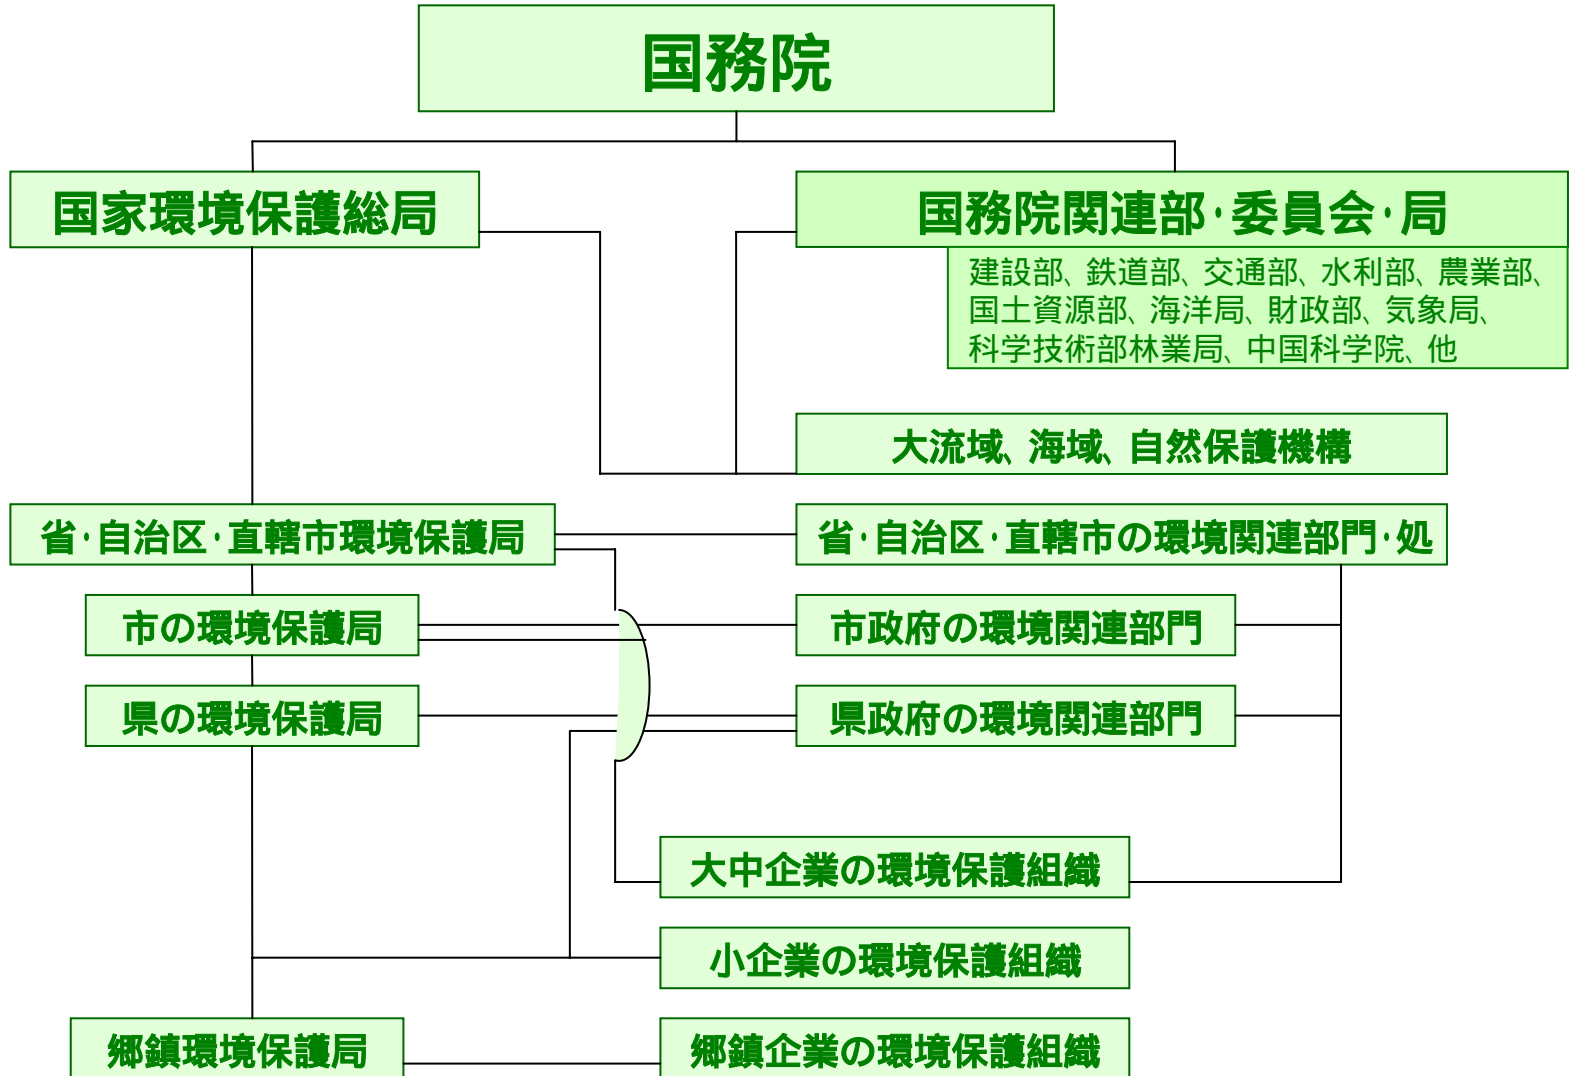 国務院
国家環境保護総局
国務院関連部・委員会・局
建設部、鉄道部、交通部、水利部、農業部、
国土資源部、海洋局、財政部、気象局、
科学技術部林業局、中国科学院、他
大流域、海域、自然保護機構
省・自治区・直轄市環境保護局
省・自治区・直轄市の環境関連部門・処
市の環境保護局
市政府の環境関連部門
県の環境保護局
県政府の環境関連部門
大中企業の環境保護組織
小企業の環境保護組織
郷鎮環境保護局
郷鎮企業の環境保護組織